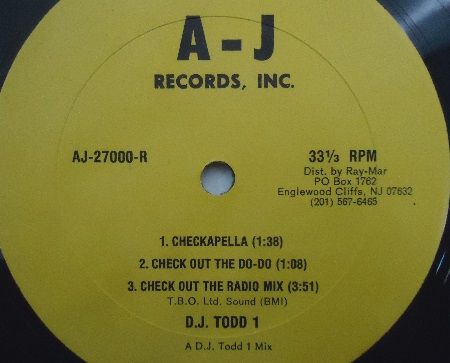 A-J
RECORDS, INC.
AJ-27000-R
33⅓ RPM
Dist. by Ray-Mar
PO Box 1762
Englewood Cliffs, NJ 07632
(201) 567-6465
1. CHECKAPELLA (1:38)
2. CHECK OUT THE DO-DO (1:08)
3. CHECK OUT THE RADIO MIX (3:51)
T.B.O. Ltd. Sound (BMI)
D.J. TODD 1
A D.J. Todd 1 Mix